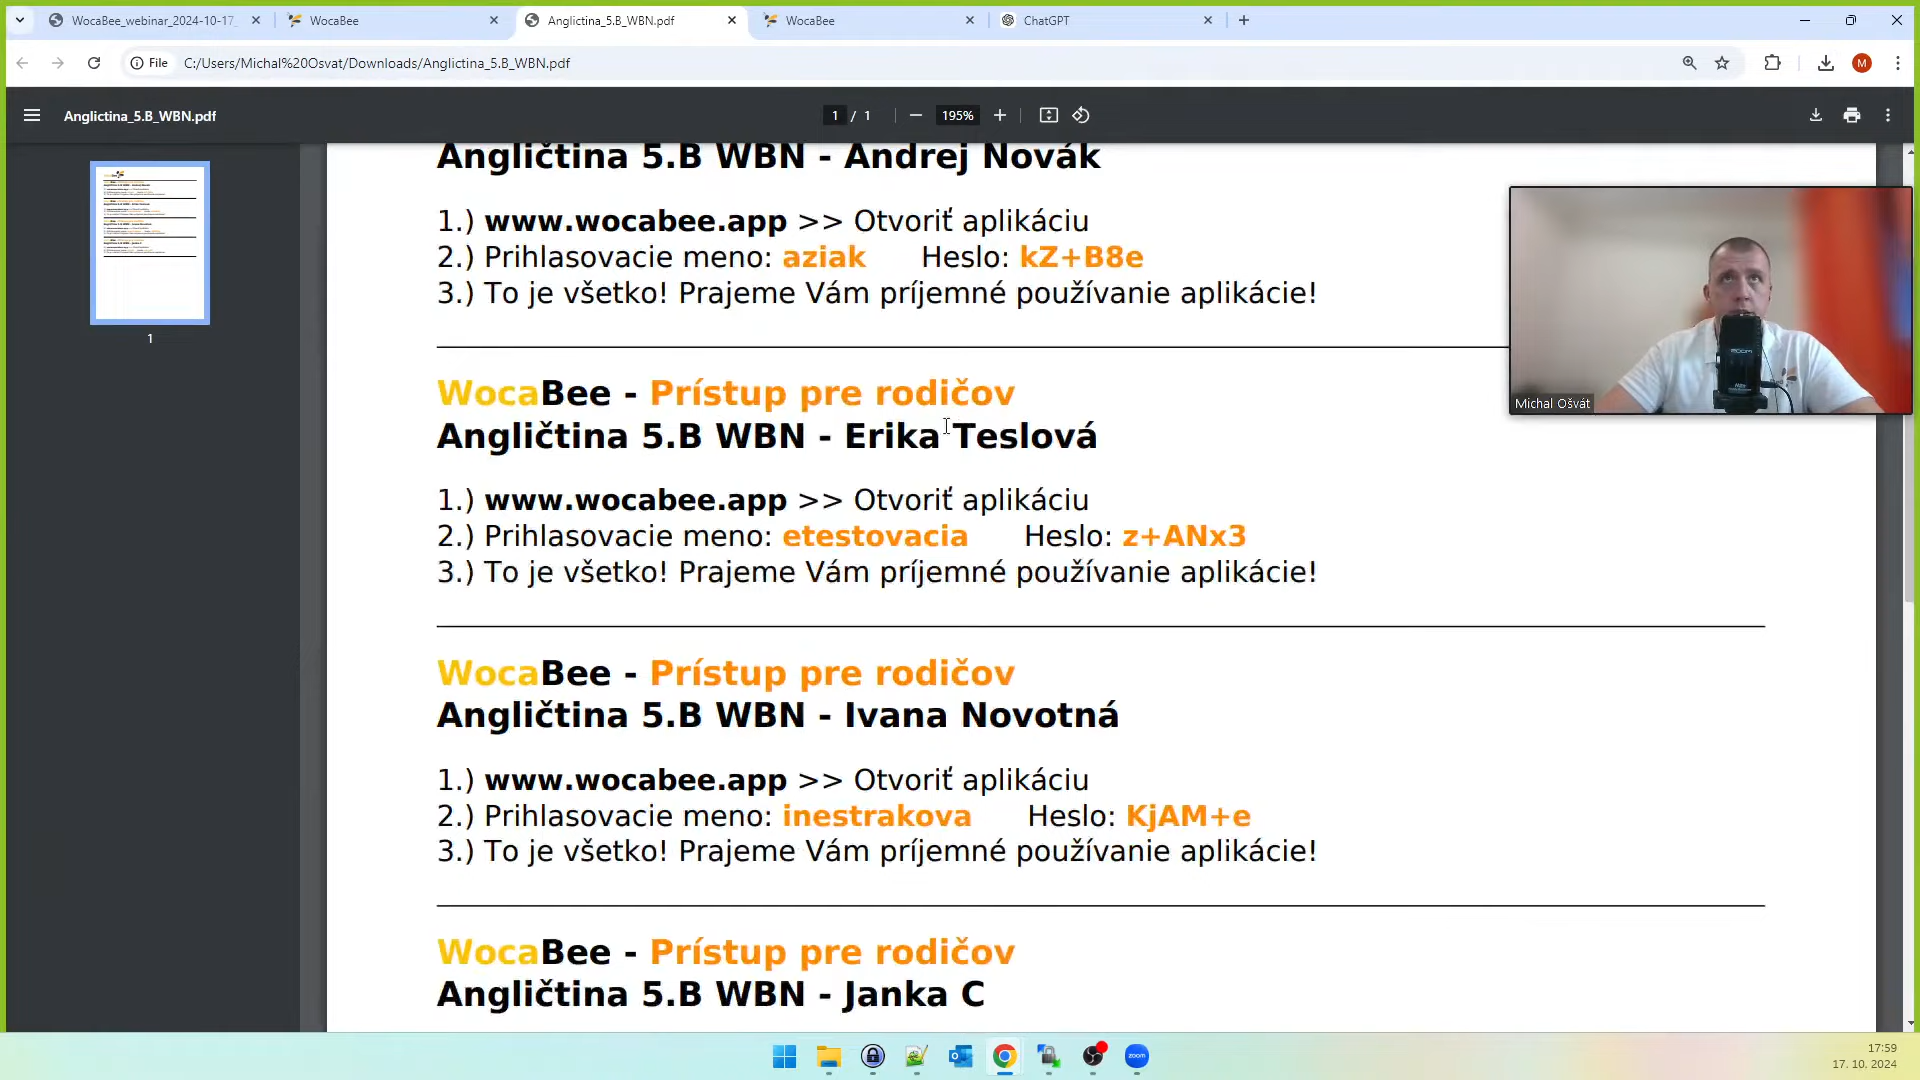 WocaBee_webinar_2024-10-17_
WocaBee
Anglictina_5.B_WBN.pdf
WocaBee
ChatGPT
File
C:/Users/Michal%20Osvat/Downloads/Anglictina_5.B_WBN.pdf
M
Anglictina_5.B_WBN.pdf
1 / 1
195%
Angličtina 5.B WBN - Andrej Novák
1.) www.wocabee.app >> Otvoriť aplikáciu
2.) Prihlasovacie meno: aziak Heslo: kZ+B8e
3.) To je všetko! Prajeme Vám príjemné používanie aplikácie!
WocaBee - Prístup pre rodičov
Angličtina 5.B WBN - Erika Teslová
1.) www.wocabee.app >> Otvoriť aplikáciu
2.) Prihlasovacie meno: etestovacia Heslo: z+ANx3
3.) To je všetko! Prajeme Vám príjemné používanie aplikácie!
WocaBee - Prístup pre rodičov
Angličtina 5.B WBN - Ivana Novotná
1.) www.wocabee.app >> Otvoriť aplikáciu
2.) Prihlasovacie meno: inestrakova Heslo: KjAM+e
3.) To je všetko! Prajeme Vám príjemné používanie aplikácie!
WocaBee - Prístup pre rodičov
Angličtina 5.B WBN - Janka C
1
zoom
Michal Ošvát
zoom
17:59
17. 10. 2024